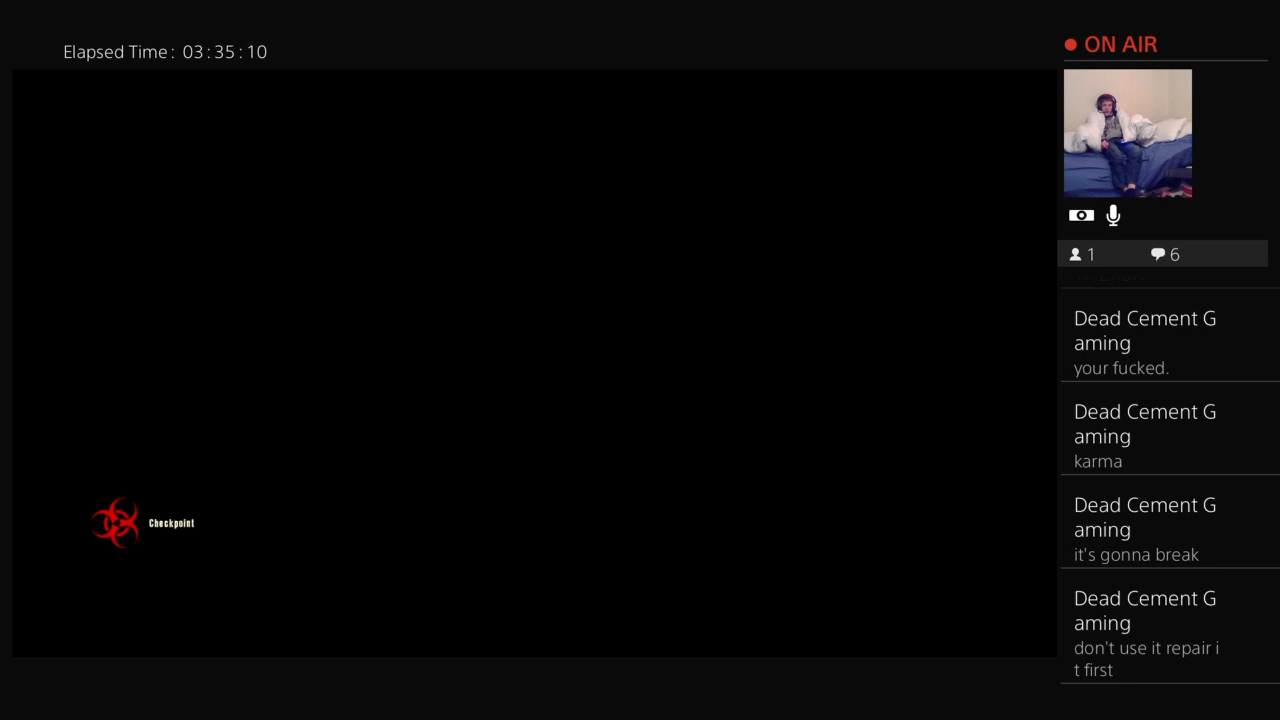 Elapsed Time: 03:35:10
ON AIR
1
6
Dead Cement G
aming
your fucked.
Dead Cement G
aming
karma
Dead Cement G
aming
it's gonna break
Dead Cement G
aming
don't use it repair i
t first
Checkpoint